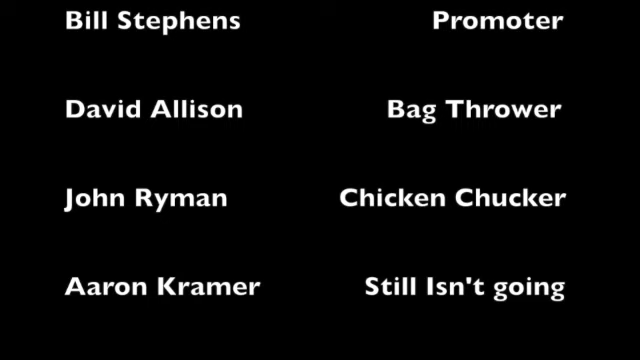 Bill Stephens Promoter
David Allison Bag Thrower
John Ryman Chicken Chucker
Aaron Kramer Still Isn't going